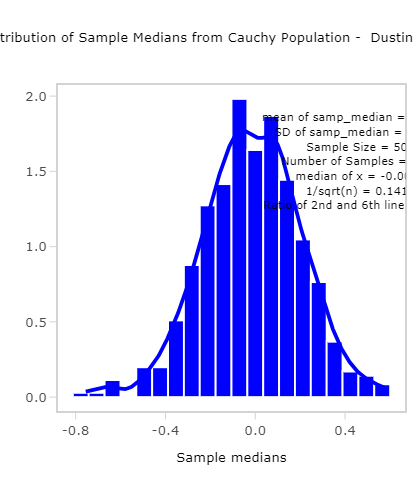 tribution of Sample Medians from Cauchy Population - Dustin
mean of samp_median =
SD of samp_median =
Sample Size = 50
Number of Samples =
median of x = -0.0
1/sqrt(n) = 0.141
Ratio of 2nd and 6th line
2.0
1.5
1.0
0.5
0.0
-0.8 -0.4 0.0 0.4
Sample medians